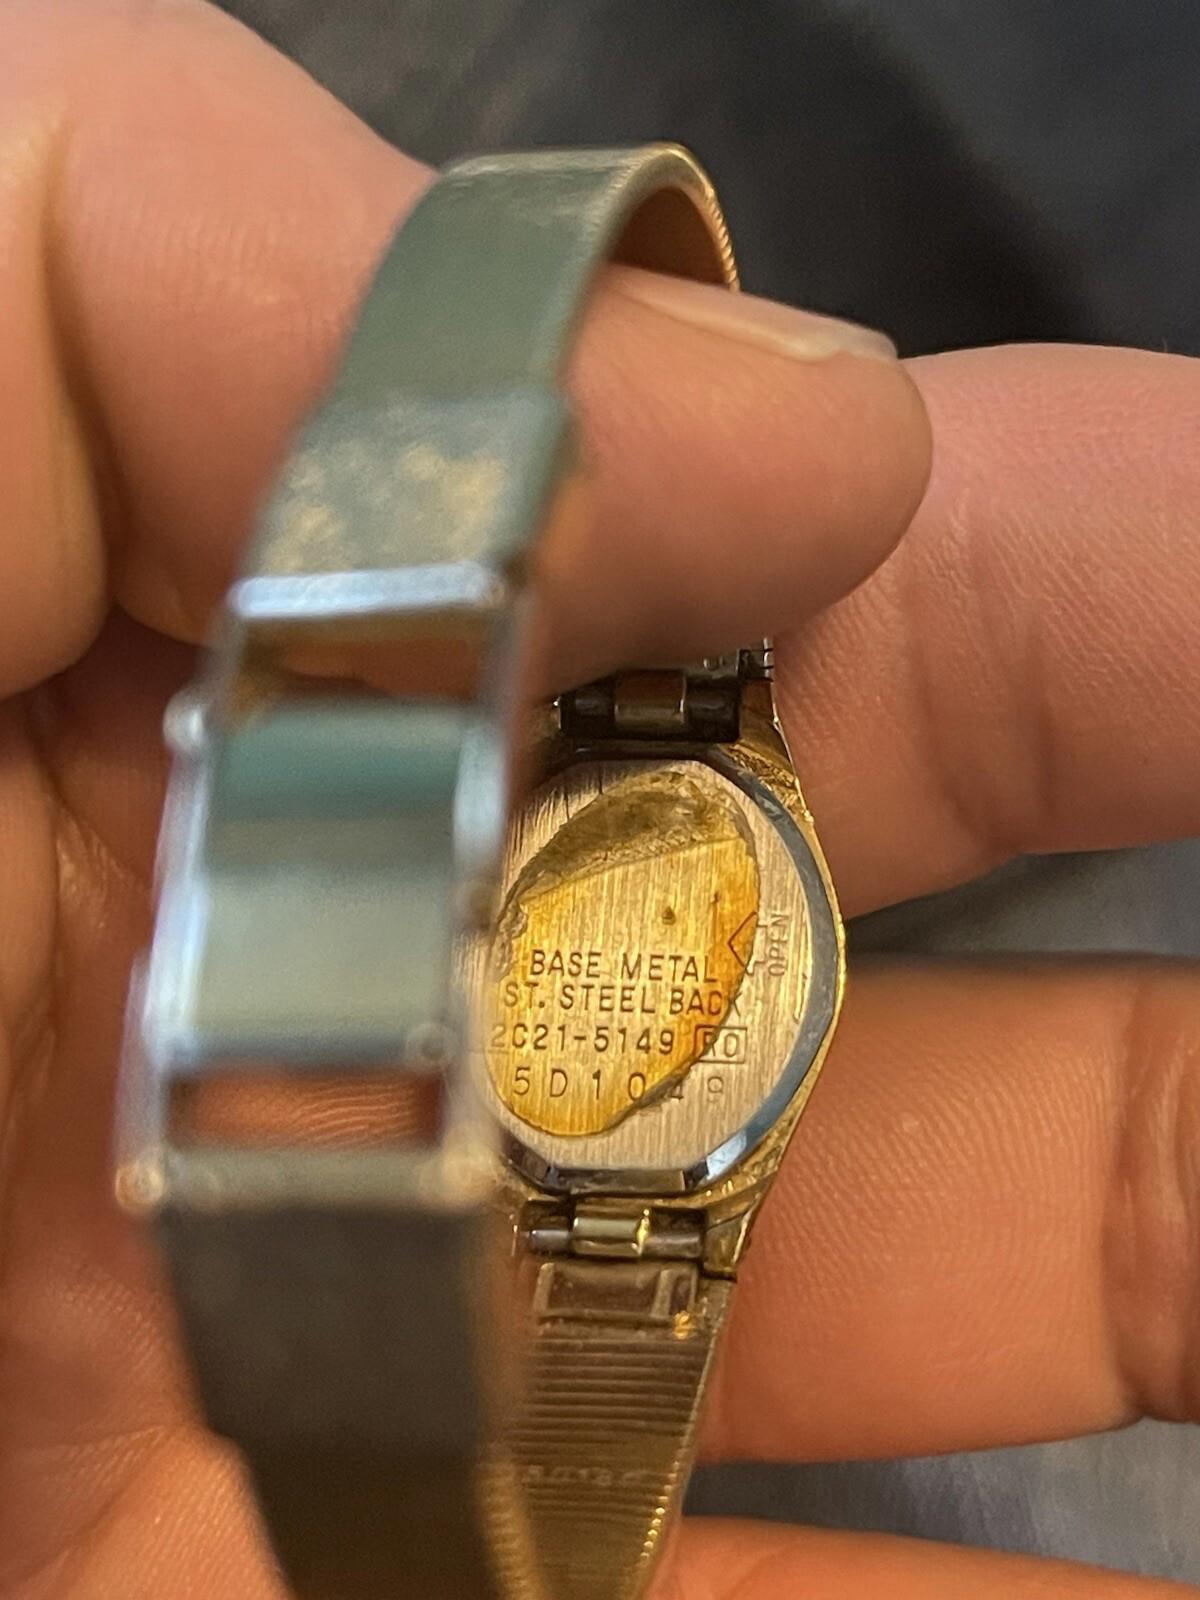 OPEN
BASE METAL
ST. STEEL BACK
2C21-5149 R0
5D1049